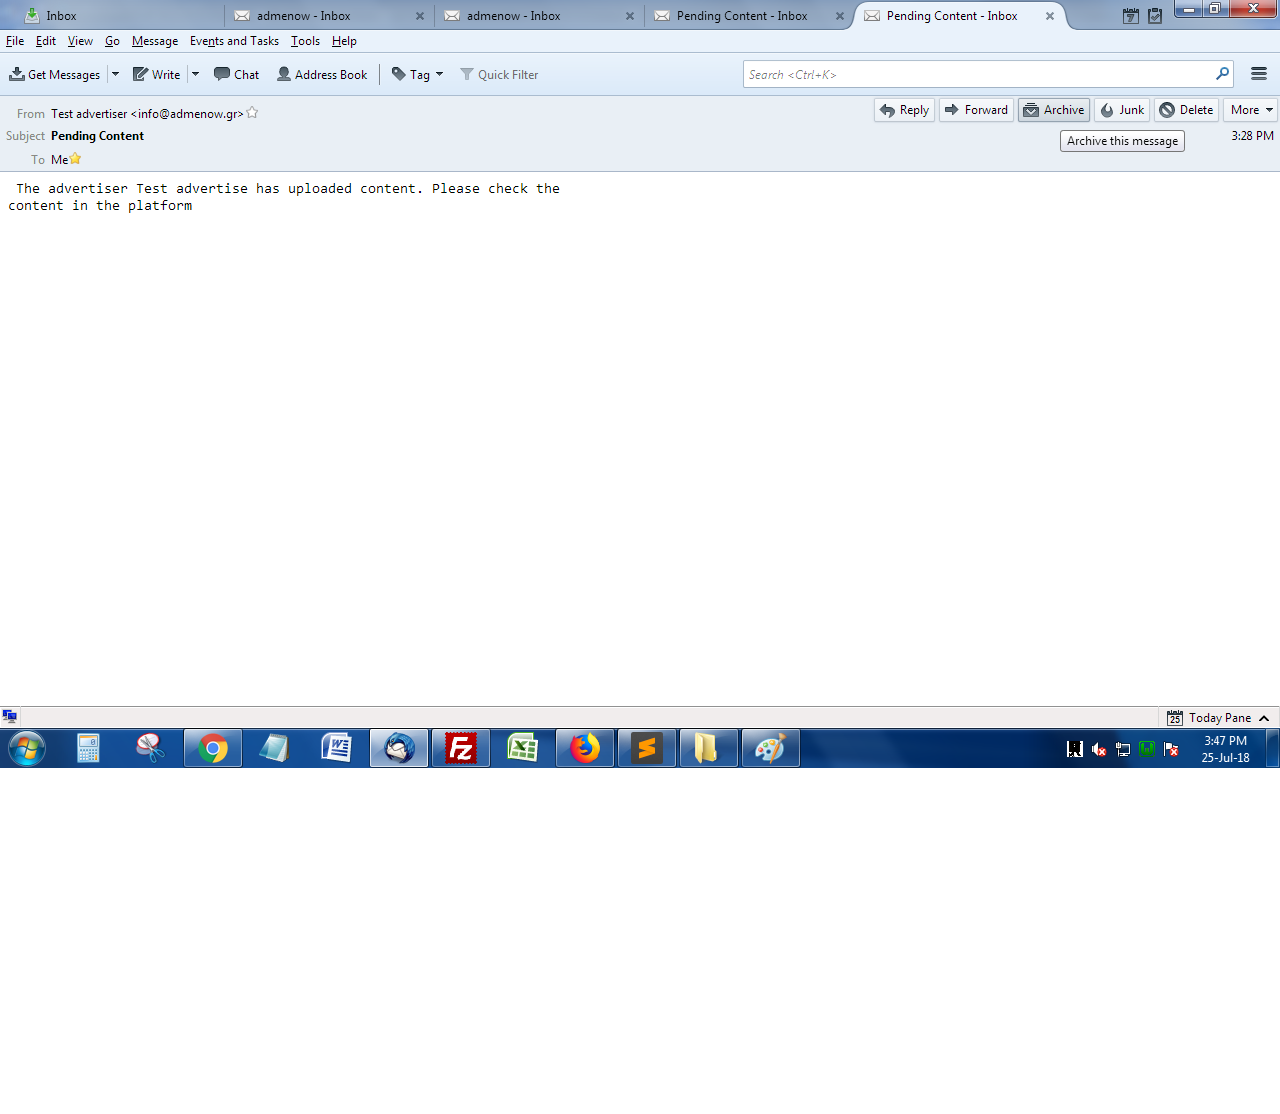 Inbox
admenow - Inbox
admenow - Inbox
Pending Content - Inbox
Pending Content - Inbox
7
File Edit View Go Message Events and Tasks Tools Help
Get Messages Write Chat Address Book Tag Quick Filter Search <Ctrl+K>
From Test advertiser <info@admenow.gr> Reply Forward Archive Junk Delete More
Subject Pending Content 3:28 PM
Archive this message
To Me
The advertiser Test advertise has uploaded content. Please check the
content in the platform
25 Today Pane
3:47 PM
25-Jul-18